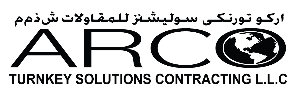 اركو تورنكي سوليشنز للمقاولات ش ذ م م
ARCO
TURNKEY SOLUTIONS CONTRACTING L.L.C